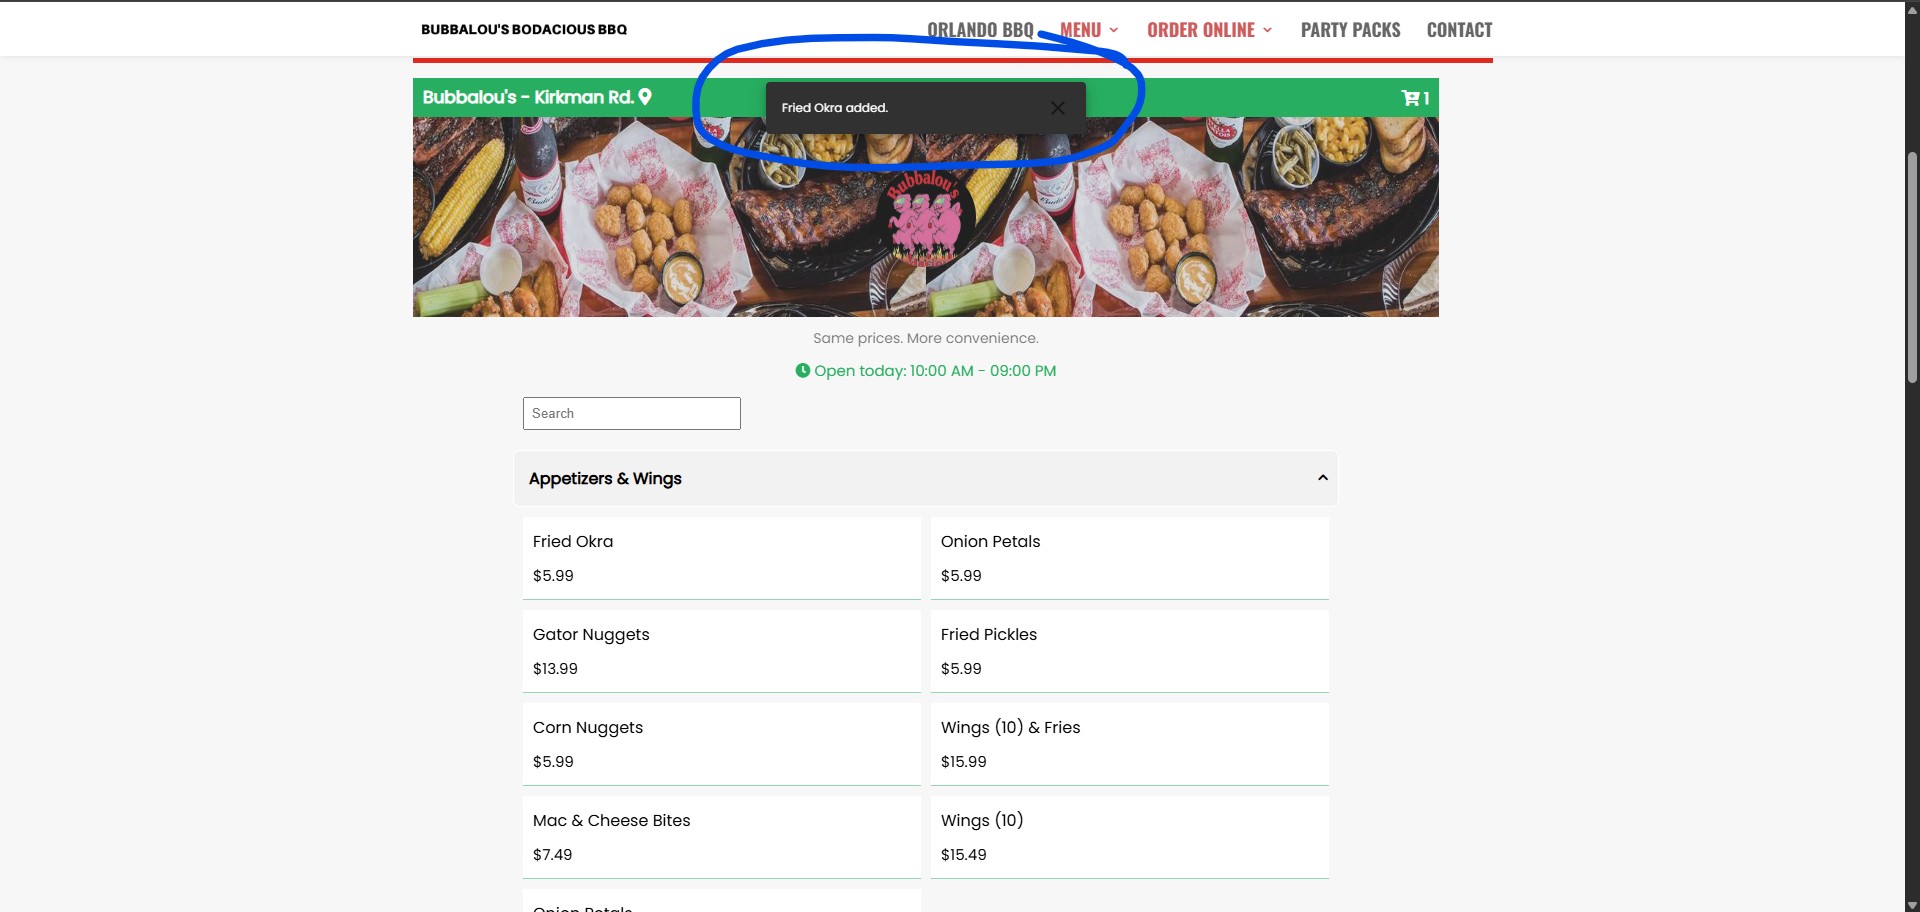 BUBBALOU'S BODACIOUS BBQ
ORLANDO BBQ MENU ORDER ONLINE PARTY PACKS CONTACT
Bubbalou's - Kirkman Rd.
Fried Okra added.
1
Bubbalou's
Same prices. More convenience.
Open today: 10:00 AM - 09:00 PM
Search
Appetizers & Wings
Fried Okra
$5.99
Onion Petals
$5.99
Gator Nuggets
$13.99
Fried Pickles
$5.99
Corn Nuggets
$5.99
Wings (10) & Fries
$15.99
Mac & Cheese Bites
$7.49
Wings (10)
$15.49
Onion Petals